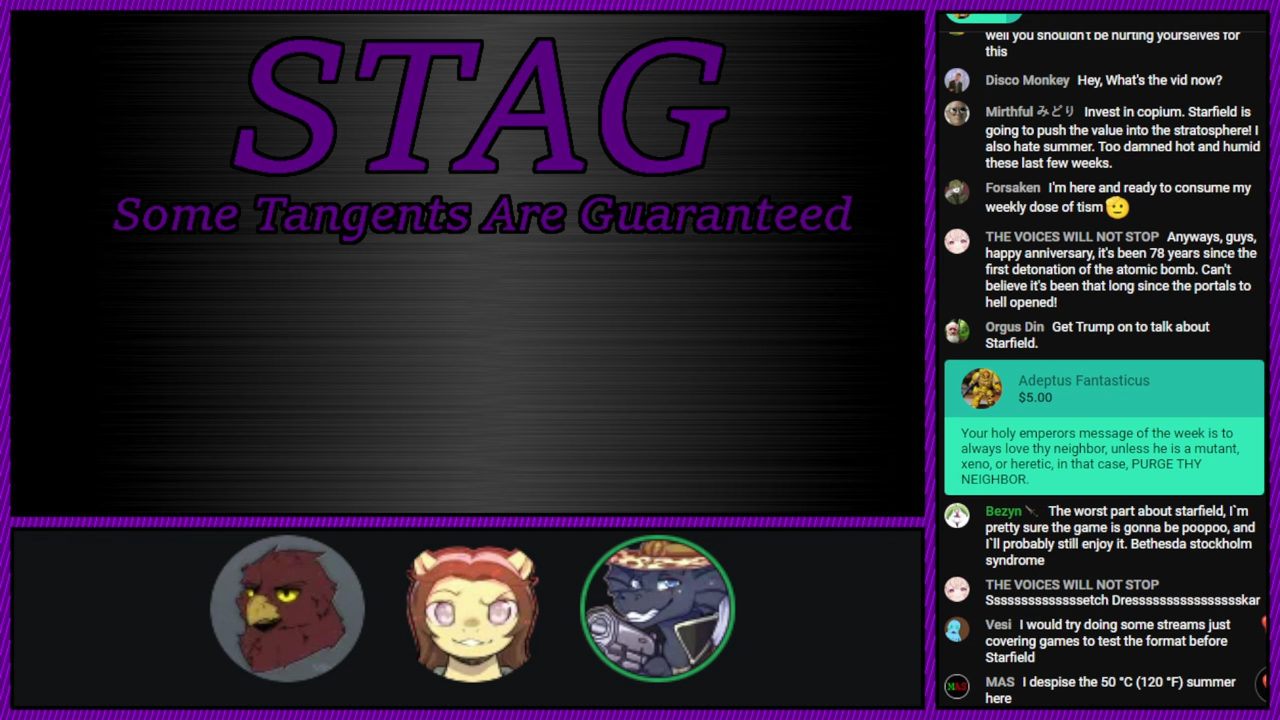 STAG
Some Tangents Are Guaranteed
well you shouldn't be hurting yourselves for
this
Disco Monkey Hey, What's the vid now?
Mirthful みどり Invest in copium. Starfield is
going to push the value into the stratosphere! I
also hate summer. Too damned hot and humid
these last few weeks.
Forsaken I'm here and ready to consume my
weekly dose of tism
THE VOICES WILL NOT STOP Anyways, guys,
happy anniversary, it's been 78 years since the
first detonation of the atomic bomb. Can't
believe it's been that long since the portals to
hell opened!
Orgus Din Get Trump on to talk about
Starfield.
Adeptus Fantasticus
$5.00
Your holy emperors message of the week is to
always love thy neighbor, unless he is a mutant,
xeno, or heretic, in that case, PURGE THY
NEIGHBOR.
Bezyn The worst part about starfield, I`m
pretty sure the game is gonna be poopoo, and
I`ll probably still enjoy it. Bethesda stockholm
syndrome
THE VOICES WILL NOT STOP
Ssssssssssssssetch Dresssssssssssssssskar
Vesi I would try doing some streams just
covering games to test the format before
Starfield
MAS
MAS I despise the 50 °C (120 °F) summer
here